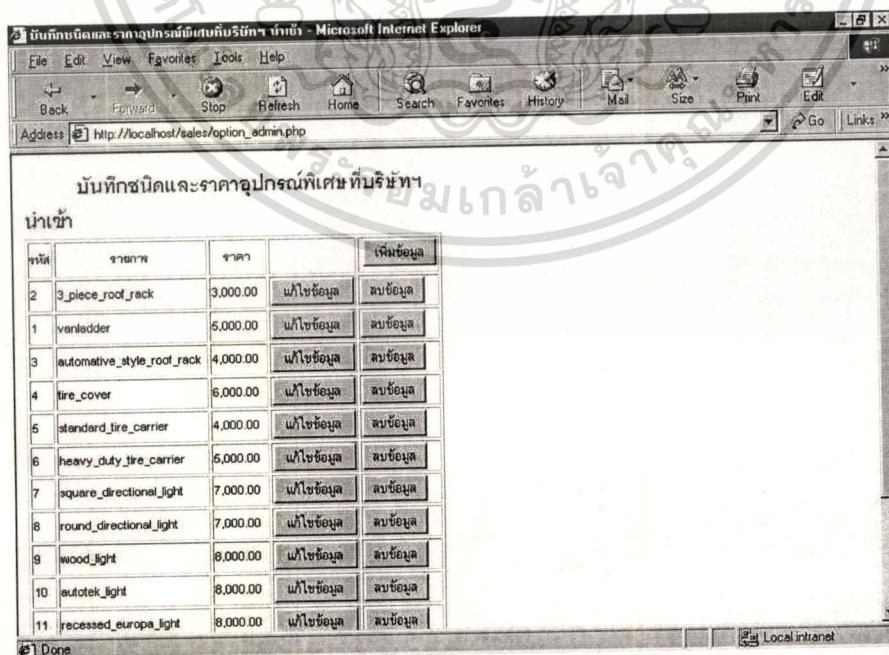 บันทึกชนิดและราคาอุปกรณ์พิเศษที่บริษัทฯ นำเข้า - Microsoft Internet Explorer
File Edit View Favorites Tools Help
Back Forward Stop Refresh Home Search Favorites History Mail Size Print Edit
Address http://localhost/sales/option_admin.php Go Links
บันทึกชนิดและราคาอุปกรณ์พิเศษที่บริษัทฯ
นำเข้า
รหัส รายการ ราคา เพิ่มข้อมูล
2 3_piece_roof_rack 3,000.00 แก้ไขข้อมูล ลบข้อมูล
1 vanladder 5,000.00 แก้ไขข้อมูล ลบข้อมูล
3 automative_style_roof_rack 4,000.00 แก้ไขข้อมูล ลบข้อมูล
4 tire_cover 6,000.00 แก้ไขข้อมูล ลบข้อมูล
5 standard_tire_carrier 4,000.00 แก้ไขข้อมูล ลบข้อมูล
6 heavy_duty_tire_carrier 5,000.00 แก้ไขข้อมูล ลบข้อมูล
7 square_directional_light 7,000.00 แก้ไขข้อมูล ลบข้อมูล
8 round_directional_light 7,000.00 แก้ไขข้อมูล ลบข้อมูล
9 wood_light 8,000.00 แก้ไขข้อมูล ลบข้อมูล
10 autotek_light 8,000.00 แก้ไขข้อมูล ลบข้อมูล
11 recessed_europa_light 8,000.00 แก้ไขข้อมูล ลบข้อมูล
Done Local intranet